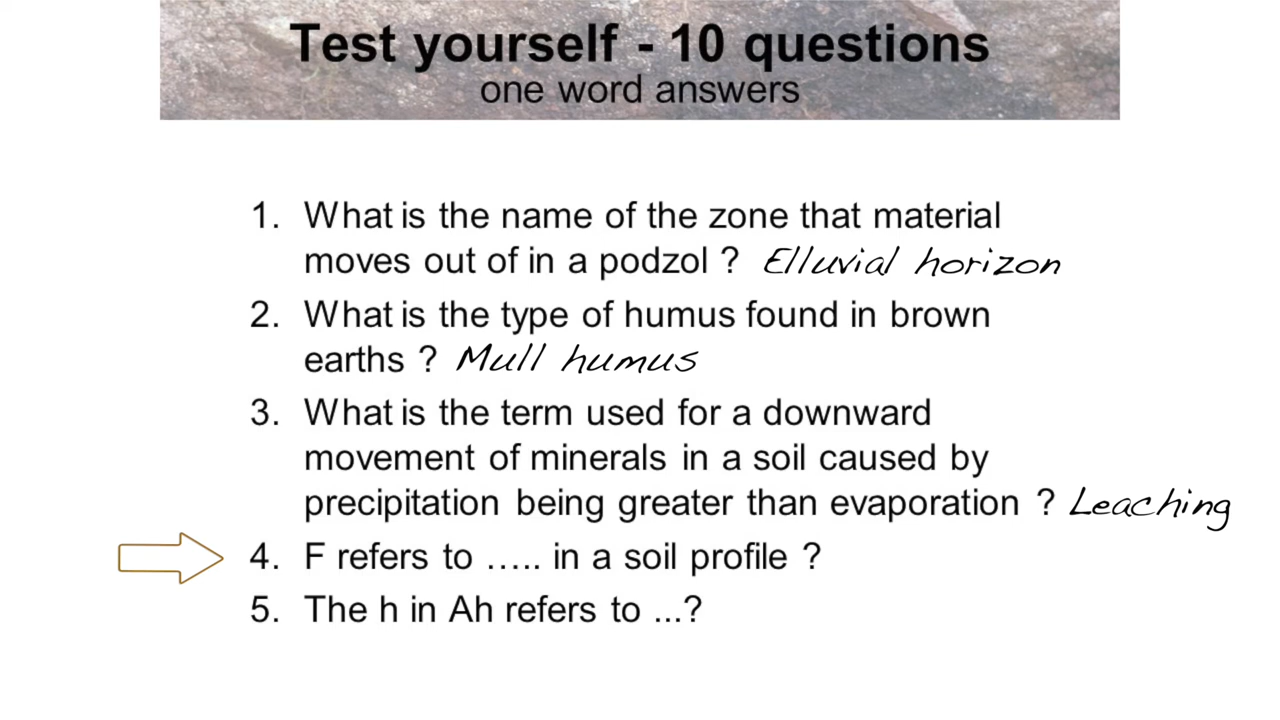 Test yourself - 10 questions
one word answers
1. What is the name of the zone that material
moves out of in a podzol ? Elluvial horizon
2. What is the type of humus found in brown
earths ? Mull humus
3. What is the term used for a downward
movement of minerals in a soil caused by
precipitation being greater than evaporation ? Leaching
4. F refers to ..... in a soil profile ?
5. The h in Ah refers to ...?